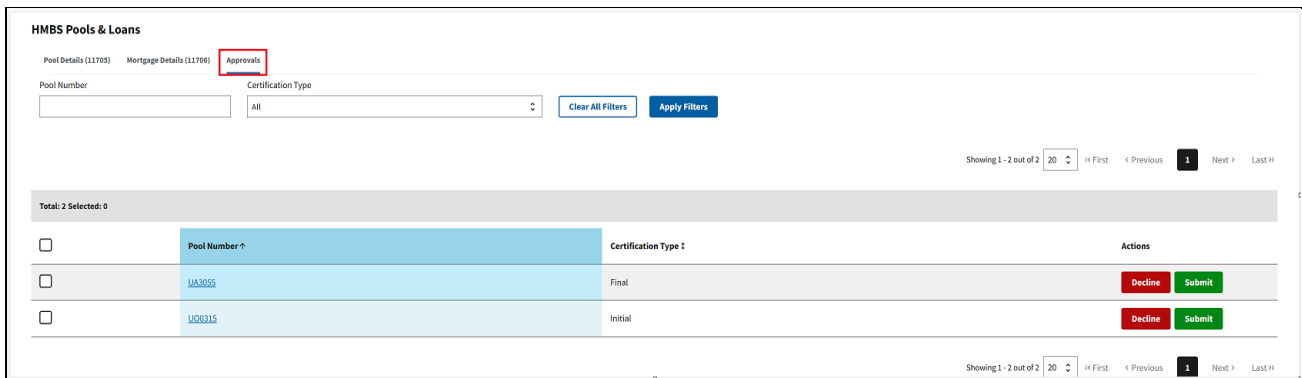 HMBS Pools & Loans
Pool Details (11705) Mortgage Details (11706) Approvals
Pool Number Certification Type
All Clear All Filters Apply Filters
Showing 1 - 2 out of 2 20 First Previous 1 Next Last
Total: 2 Selected: 0
Pool Number Certification Type Actions
UA3055 Final Decline Submit
UO0315 Initial Decline Submit
Showing 1 - 2 out of 2 20 First Previous 1 Next Last